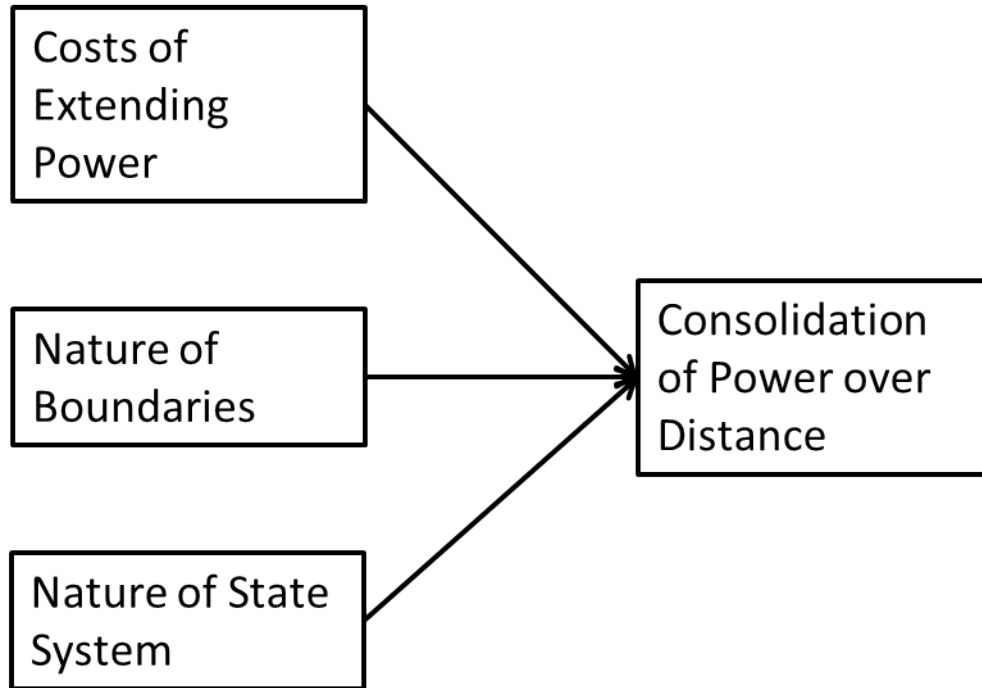 Costs of
Extending
Power
Nature of
Boundaries
Nature of State
System
Consolidation
of Power over
Distance